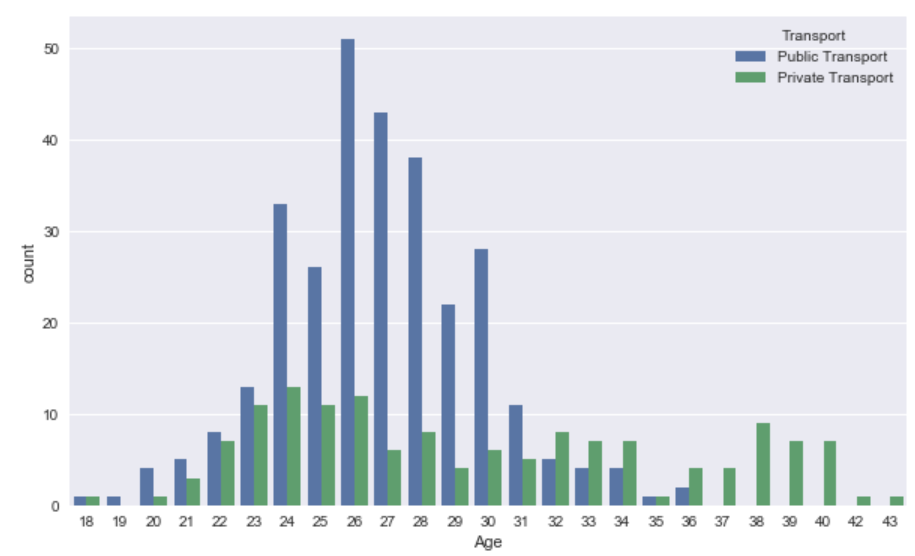 Transport
Public Transport
Private Transport
50
40
30
20
10
0
count
18 19 20 21 22 23 24 25 26 27 28 29 30 31 32 33 34 35 36 37 38 39 40 42 43
Age